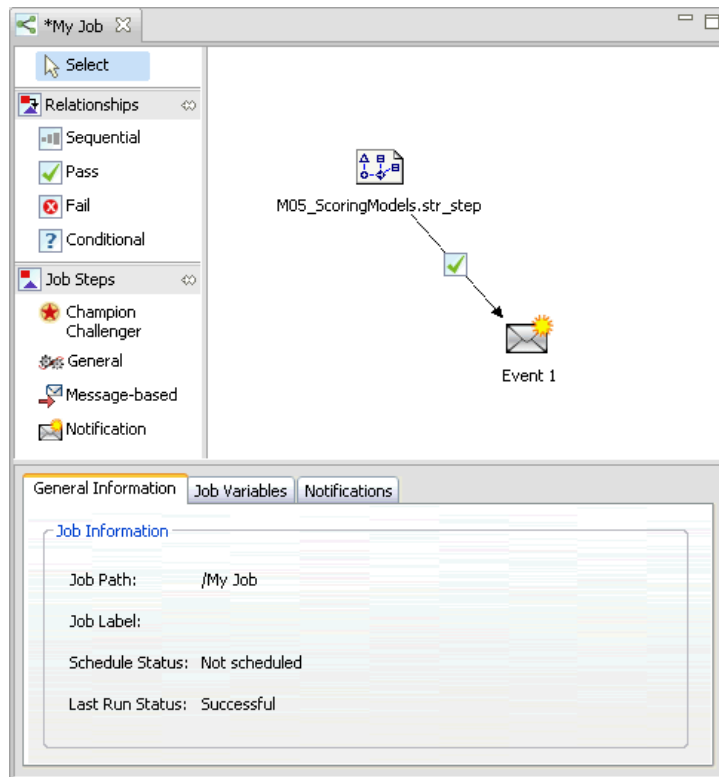 *My Job
Select
Relationships
Sequential
Pass
Fail
Conditional
Job Steps
Champion
Challenger
General
Message-based
Notification
M05_ScoringModels.str_step
Event 1
General Information
Job Variables
Notifications
Job Information
Job Path: /My Job
Job Label:
Schedule Status: Not scheduled
Last Run Status: Successful